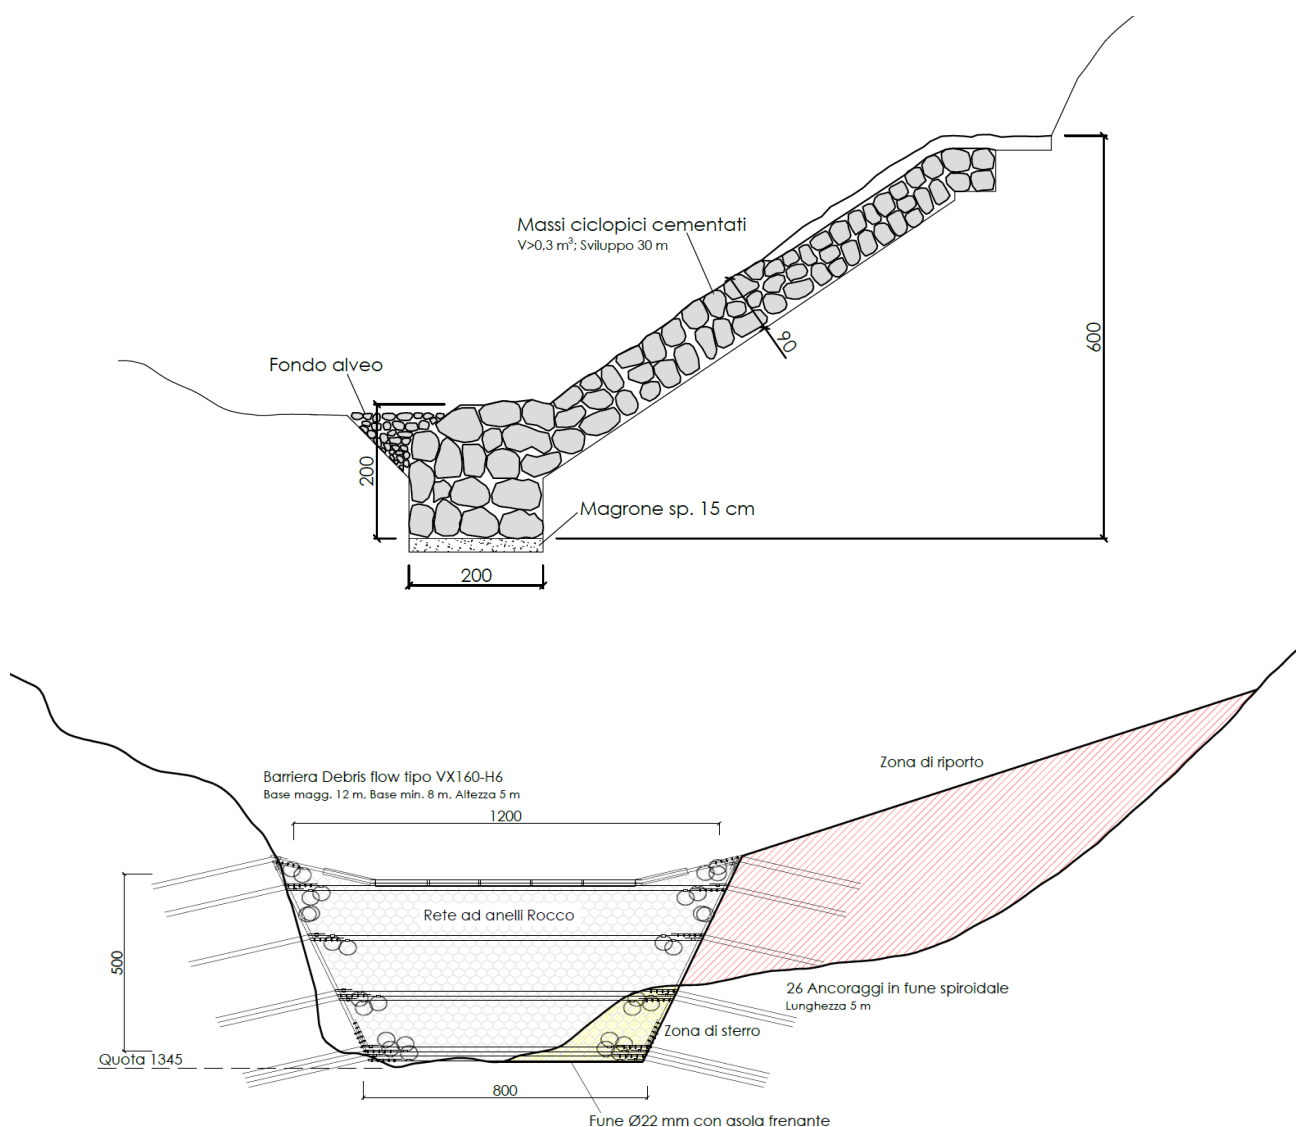 Massi ciclopici cementati
V>0,3 m³; Sviluppo 30 m
600
90
Fondo alveo
200
Magrone sp. 15 cm
200
Zona di riporto
Barriera Debris flow tipo VX160-H6
Base magg. 12 m, Base min. 8 m, Altezza 5 m
1200
Rete ad anelli Rocco
500
26 Ancoraggi in fune spiroidale
Lunghezza 5 m
Zona di sterro
Quota 1345
800
Fune Ø22 mm con asola frenante